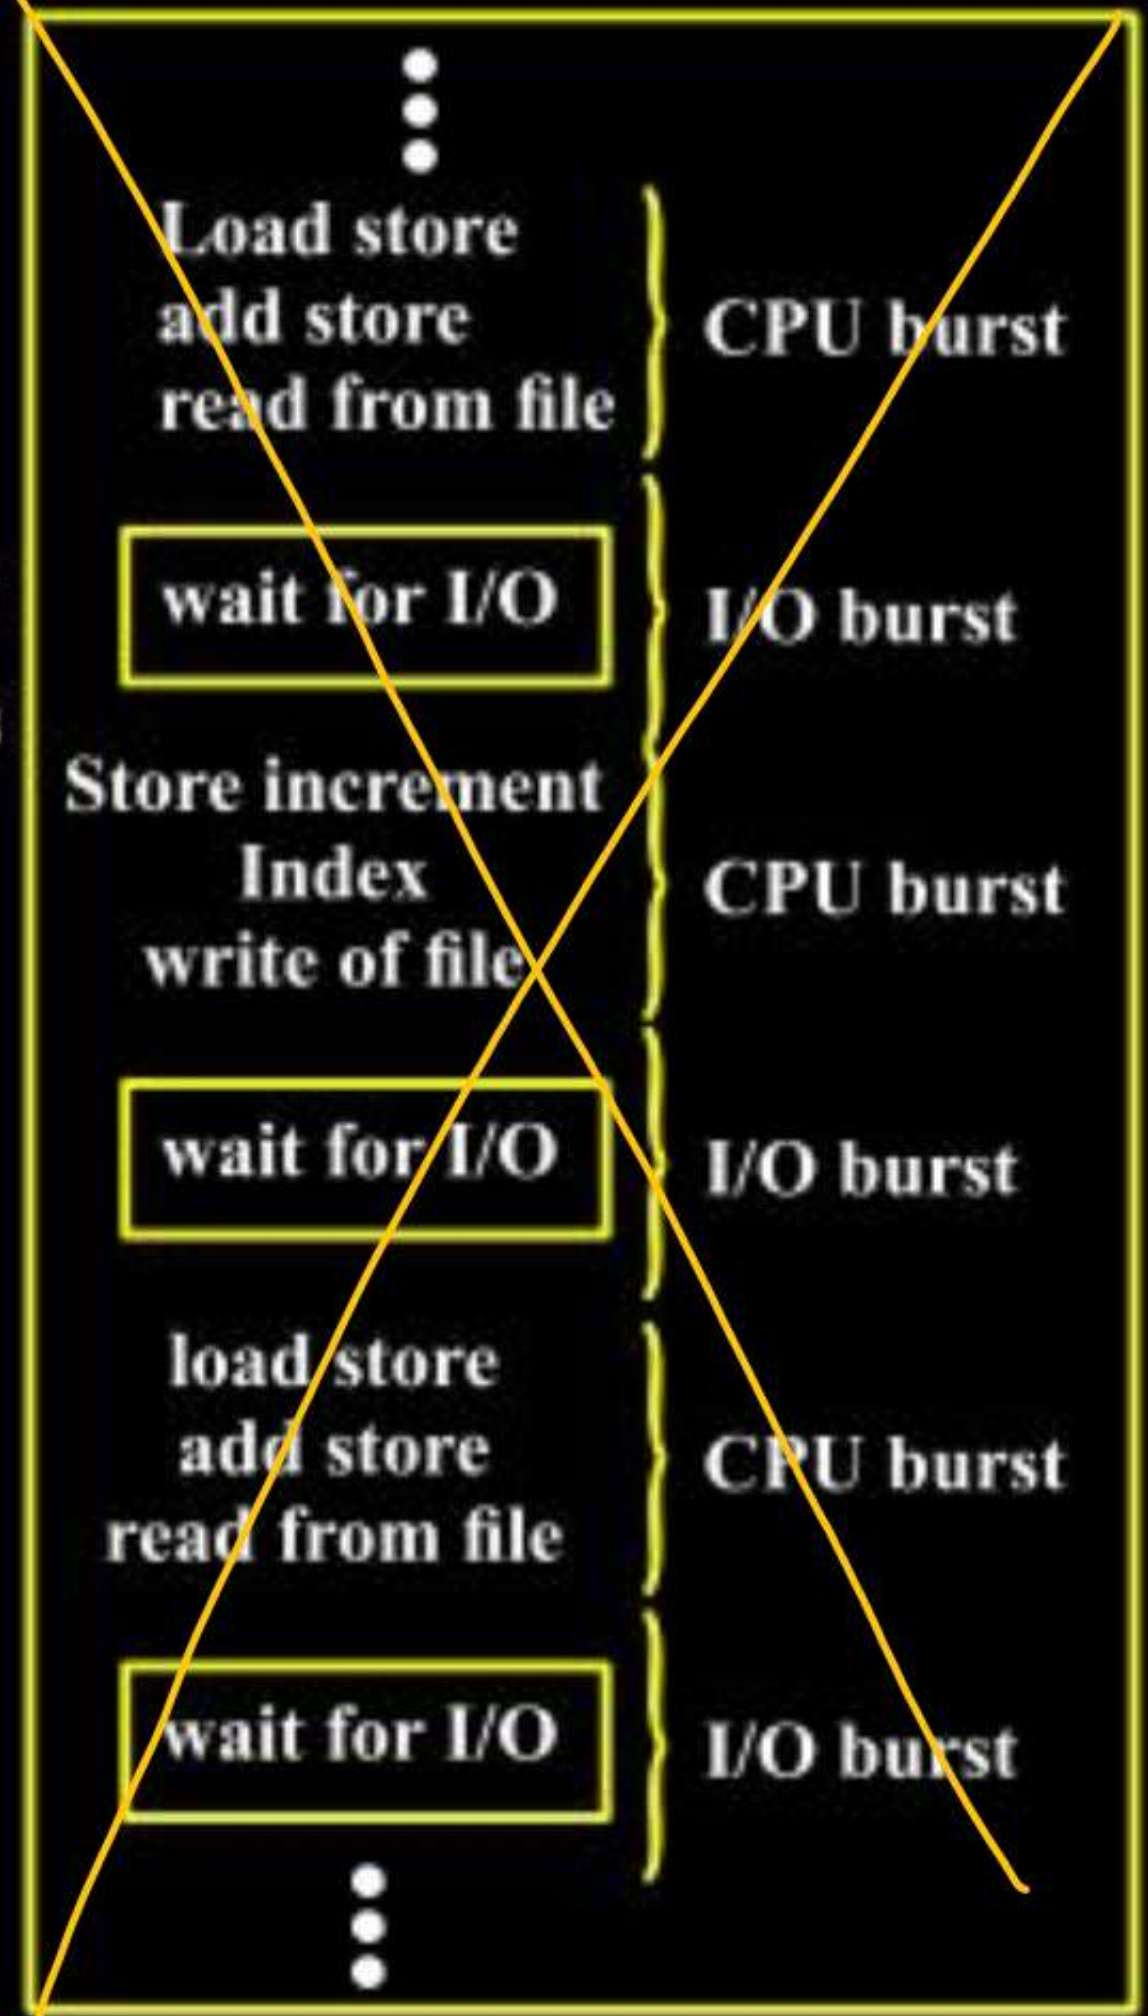 Load store
add store
read from file
CPU burst
wait for I/O
I/O burst
Store increment
Index
write of file
CPU burst
wait for I/O
I/O burst
load store
add store
read from file
CPU burst
wait for I/O
I/O burst